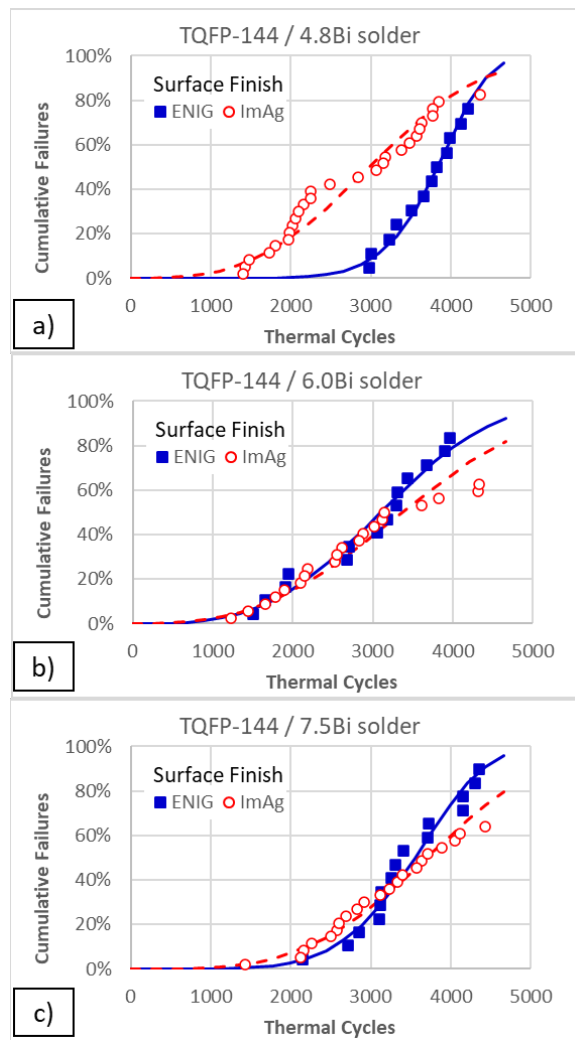 TQFP-144 / 4.8Bi solder
100%
80%
60%
40%
20%
0%
Cumulative Failures
Surface Finish
ENIG ImAg
0 1000 2000 3000 4000 5000
Thermal Cycles
a)
TQFP-144 / 6.0Bi solder
100%
80%
60%
40%
20%
0%
Cumulative Failures
Surface Finish
ENIG ImAg
0 1000 2000 3000 4000 5000
Thermal Cycles
b)
TQFP-144 / 7.5Bi solder
100%
80%
60%
40%
20%
0%
Cumulative Failures
Surface Finish
ENIG ImAg
0 1000 2000 3000 4000 5000
Thermal Cycles
c)